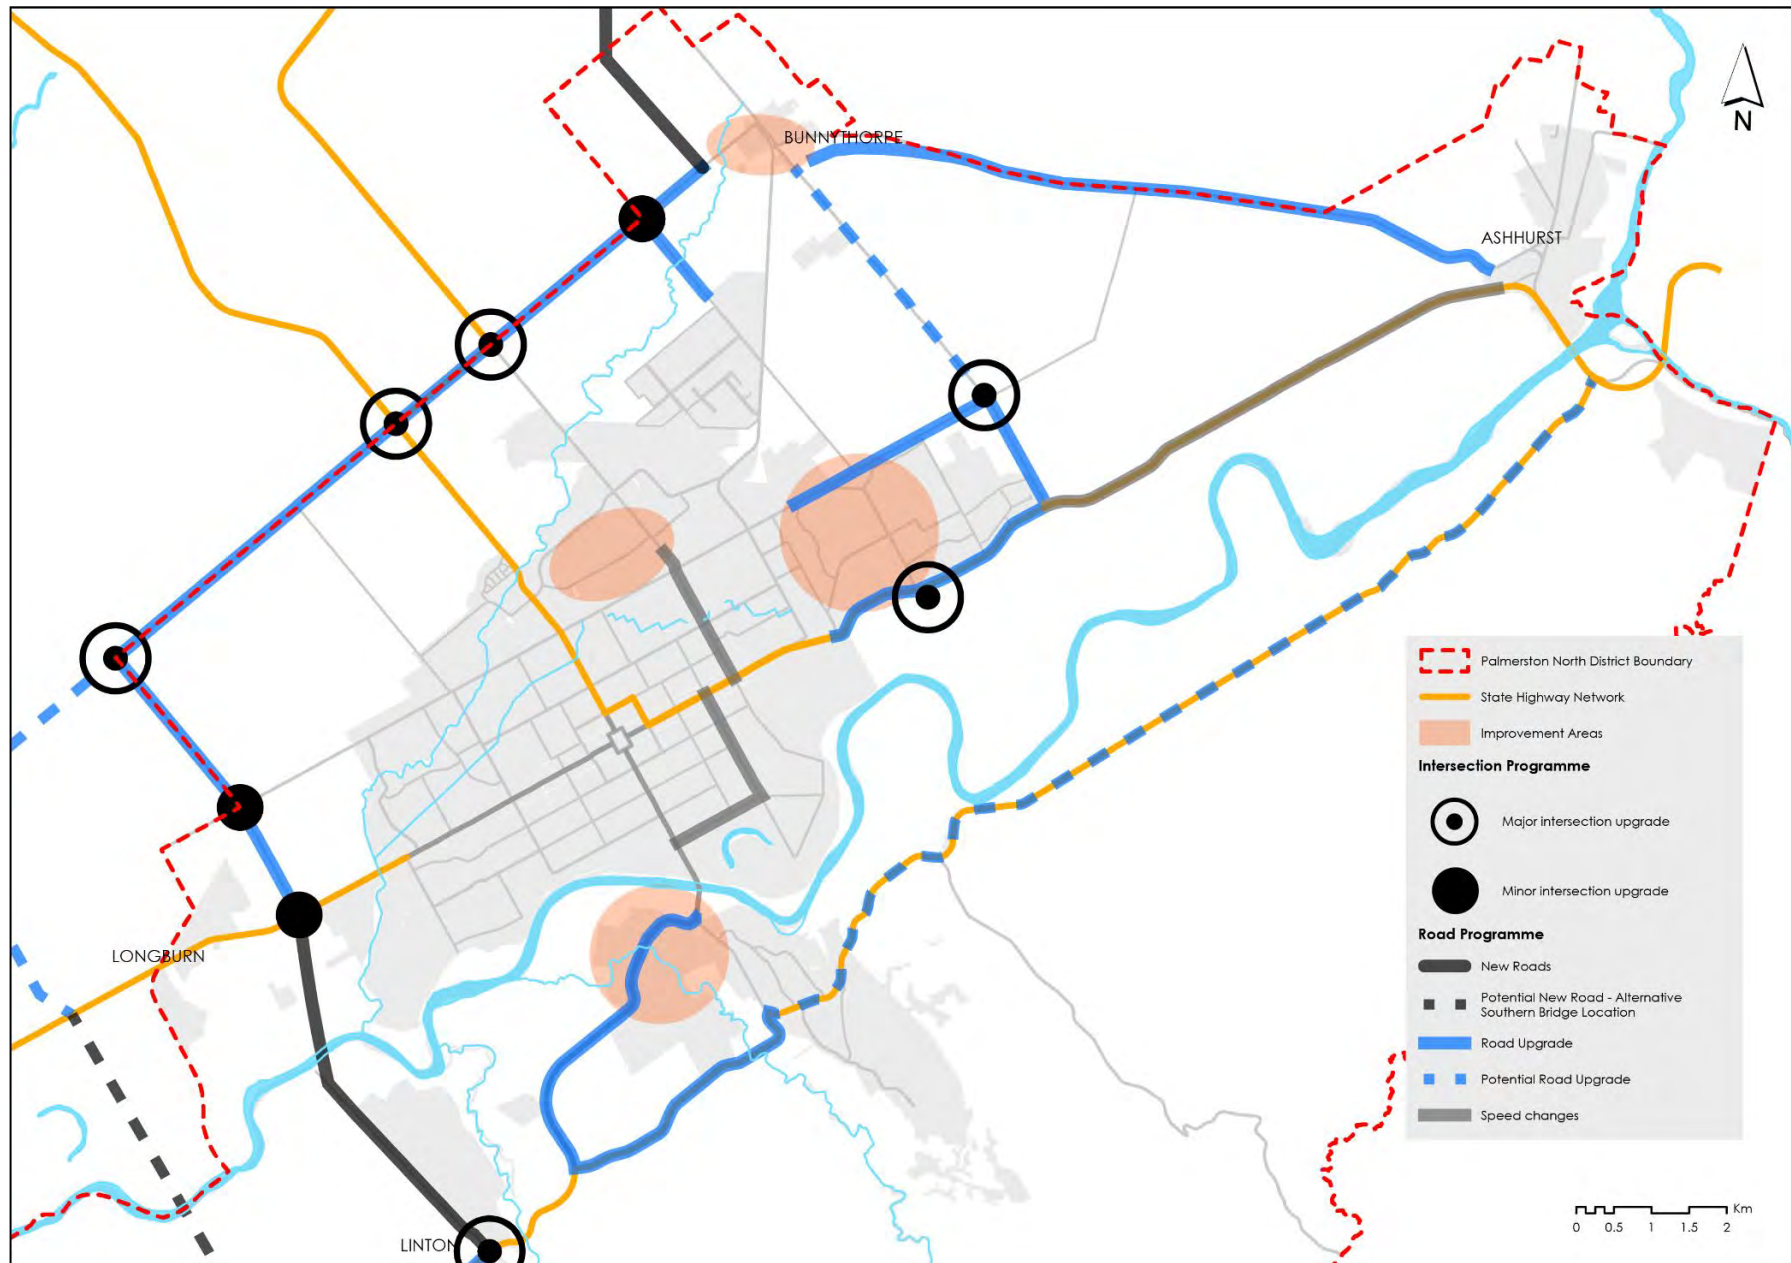 N
BUNNYTHORPE
ASHHURST
LONGBURN
LINTON
Palmerston North District Boundary
State Highway Network
Improvement Areas
Intersection Programme
Major intersection upgrade
Minor intersection upgrade
Road Programme
New Roads
Potential New Road - Alternative
Southern Bridge Location
Road Upgrade
Potential Road Upgrade
Speed changes
Km
0 0.5 1 1.5 2